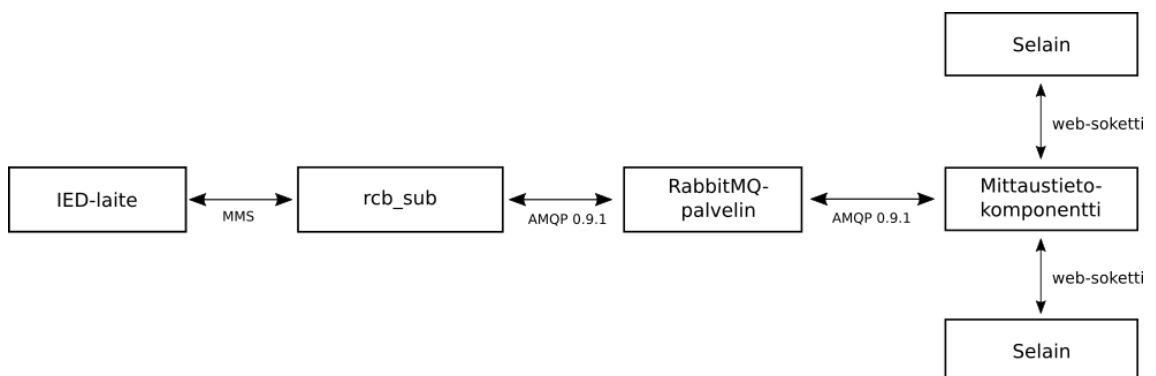 Selain
web-soketti
IED-laite
MMS
rcb_sub
AMQP 0.9.1
RabbitMQ-
palvelin
AMQP 0.9.1
Mittaustieto-
komponentti
web-soketti
Selain